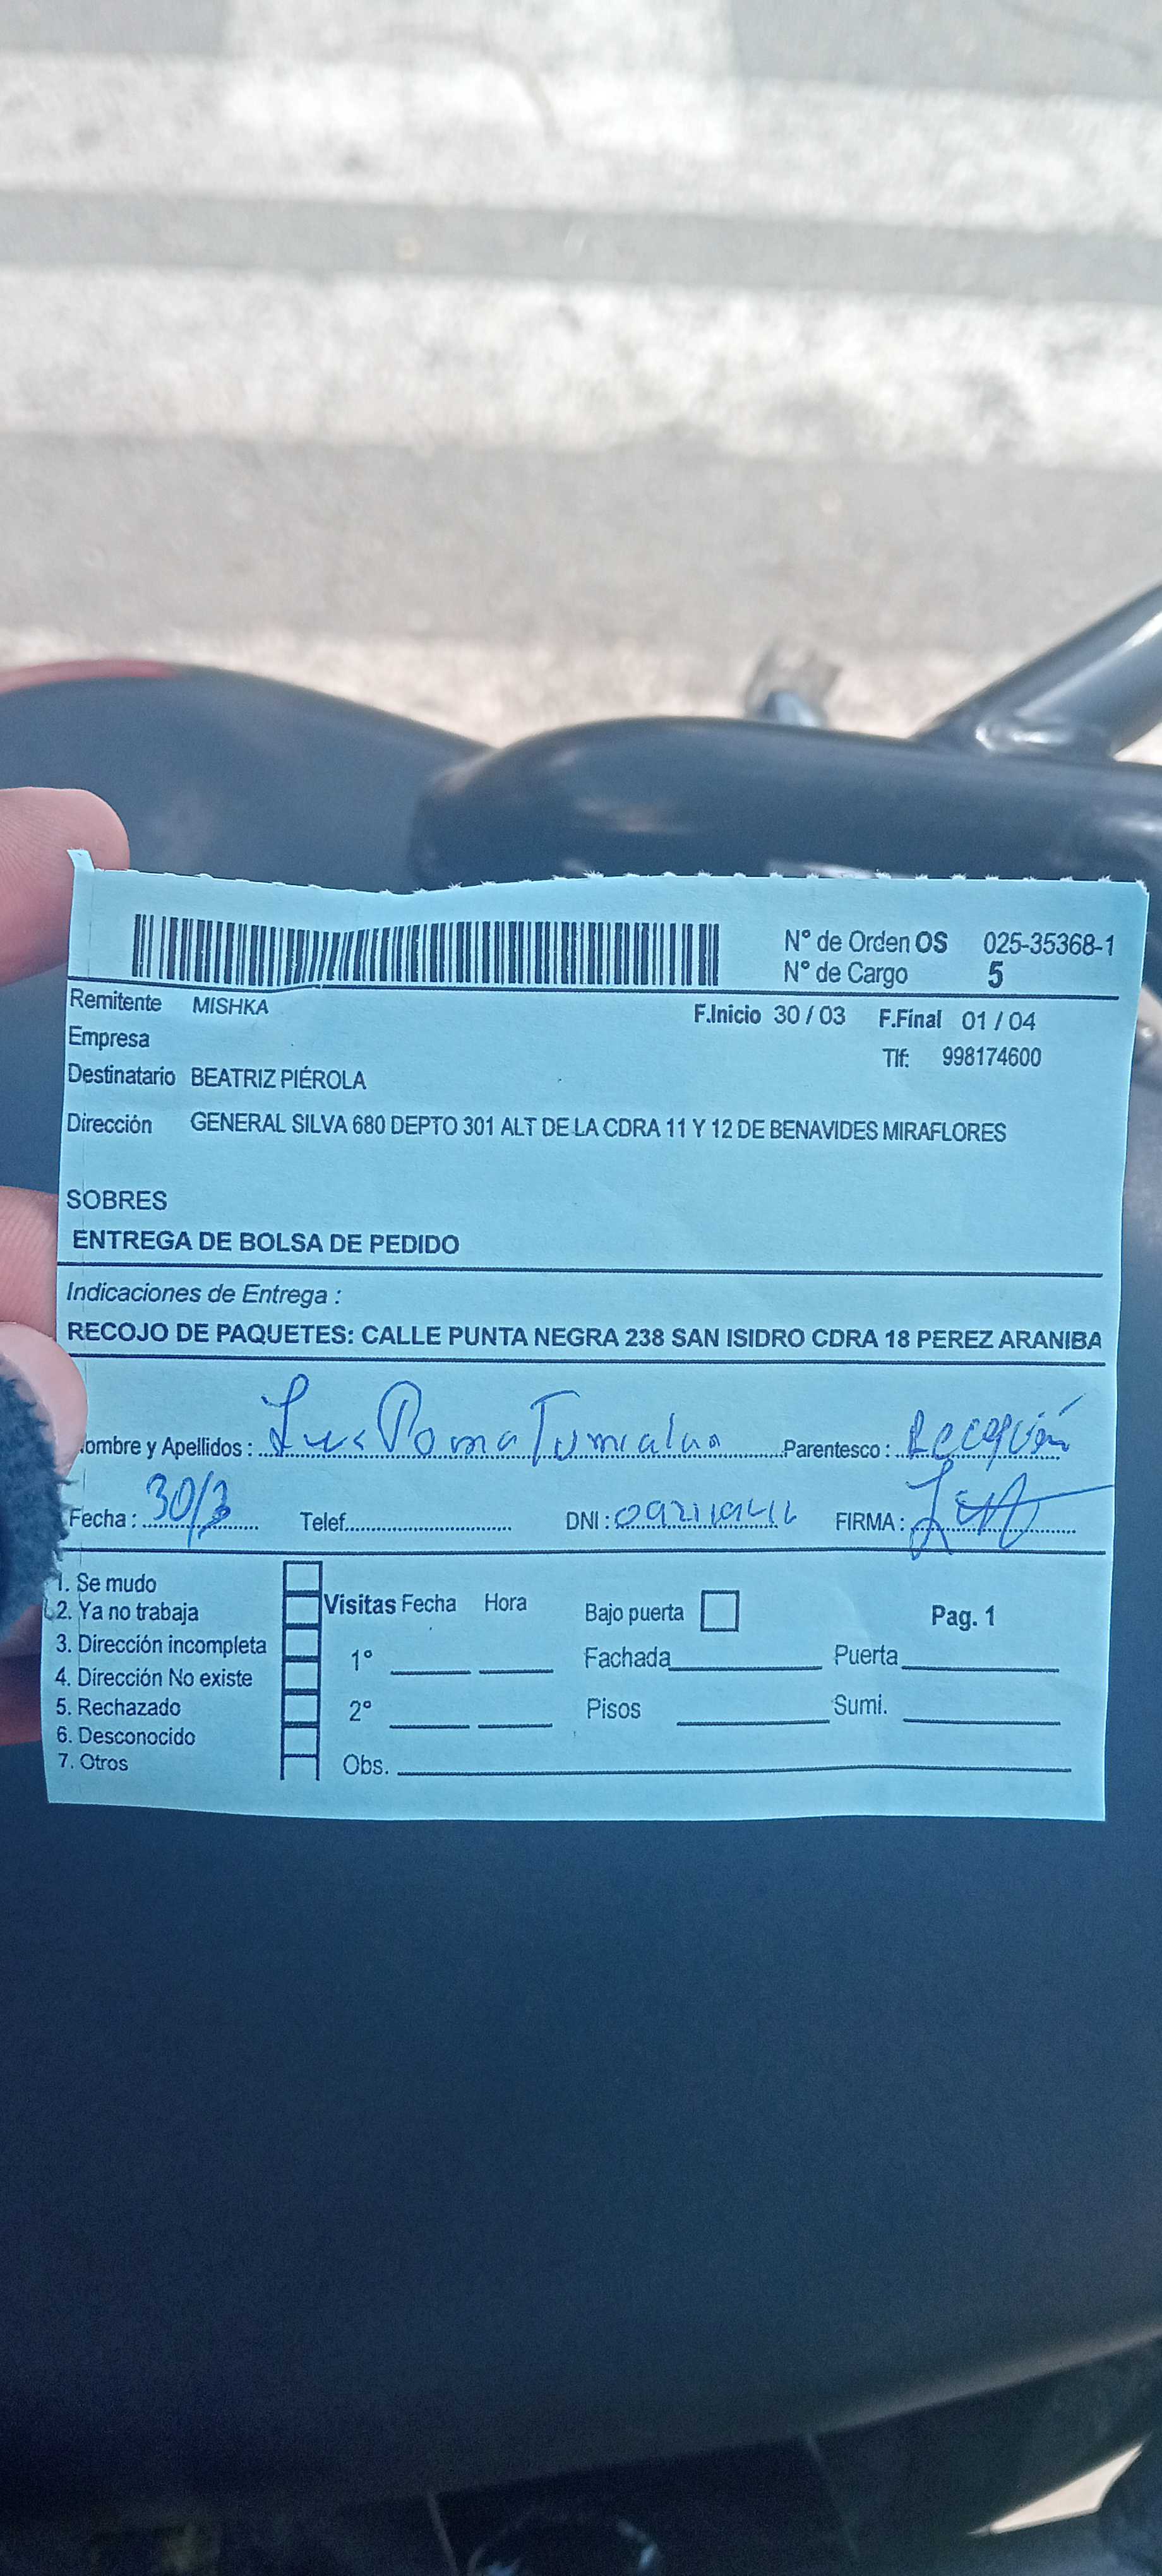 N° de Orden OS 025-35368-1
N° de Cargo 5
Remitente MISHKA
F.Inicio 30 / 03 F.Final 01 / 04
Empresa
Tlf: 998174600
Destinatario BEATRIZ PIÉROLA
Dirección GENERAL SILVA 680 DEPTO 301 ALT DE LA CDRA 11 Y 12 DE BENAVIDES MIRAFLORES
SOBRES
ENTREGA DE BOLSA DE PEDIDO
Indicaciones de Entrega :
RECOJO DE PAQUETES: CALLE PUNTA NEGRA 238 SAN ISIDRO CDRA 18 PEREZ ARANIBA
ombre y Apellidos : Luis Poma Parentesco : Recepción
Fecha : 30/3 Telef. DNI : FIRMA :
1. Se mudo
2. Ya no trabaja
3. Dirección incompleta
4. Dirección No existe
5. Rechazado
6. Desconocido
7. Otros
Visitas Fecha Hora
1°
2°
Obs.
Bajo puerta
Fachada
Pisos
Pag. 1
Puerta
Sumi.